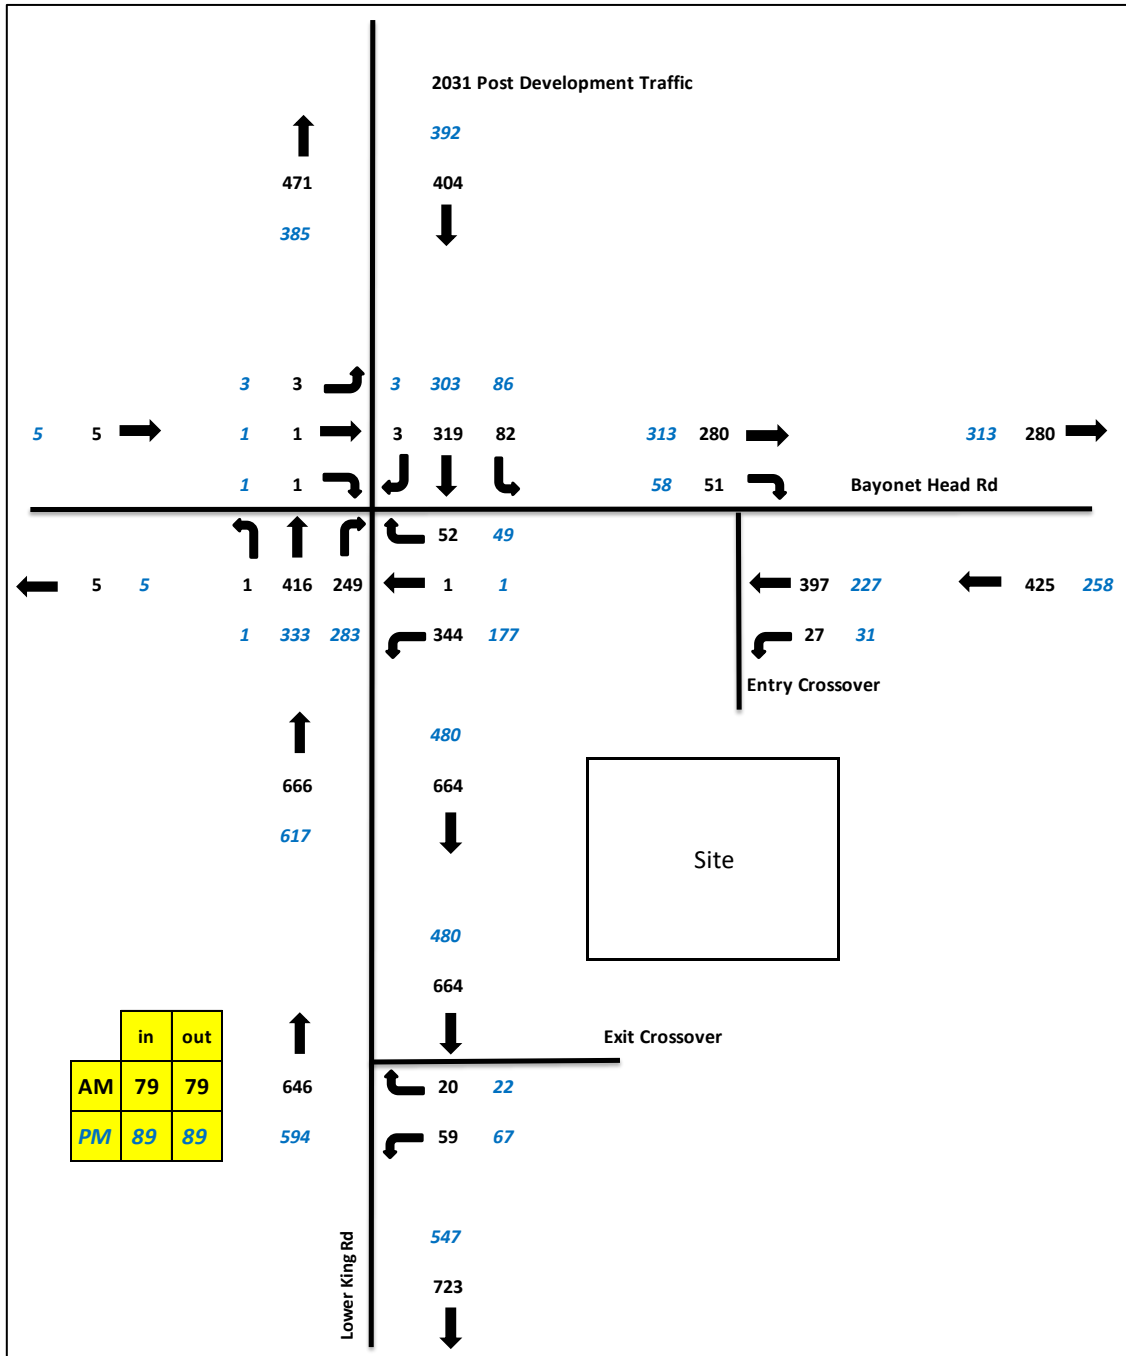 2031 Post Development Traffic
392
471 404
385
3 3 3 303 86
5 5 1 1 3 319 82 313 280 313 280
1 1 58 51 Bayonet Head Rd
52 49
5 5 1 416 249 1 1 397 227 425 258
1 333 283 344 177 27 31
Entry Crossover
480
666 664
617
Site
480
664
in out Exit Crossover
AM 79 79 646 20 22
PM 89 89 594 59 67
547
723
Lower King Rd